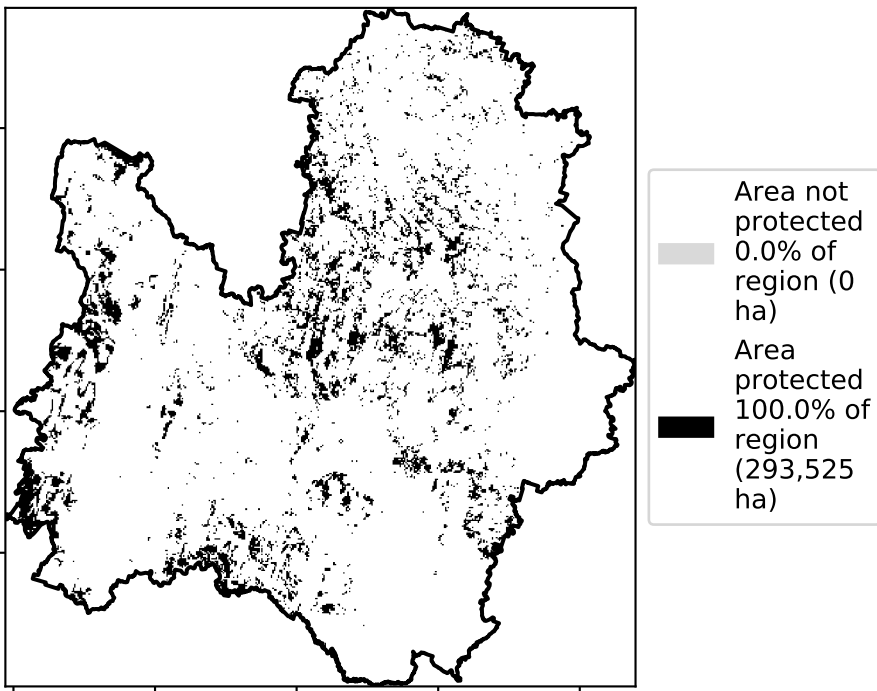 Area not
protected
0.0% of
region (0
ha)
Area
protected
100.0% of
region
(293,525
ha)